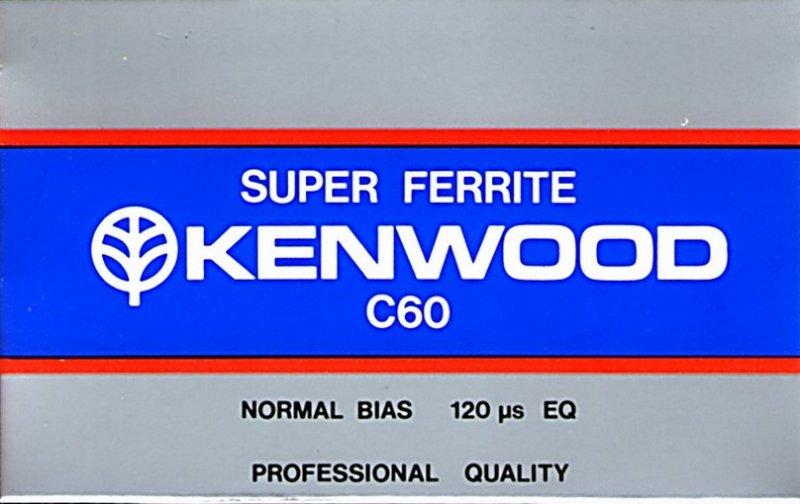 SUPER FERRITE
KENWOOD
C60
NORMAL BIAS 120 µs EQ
PROFESSIONAL QUALITY